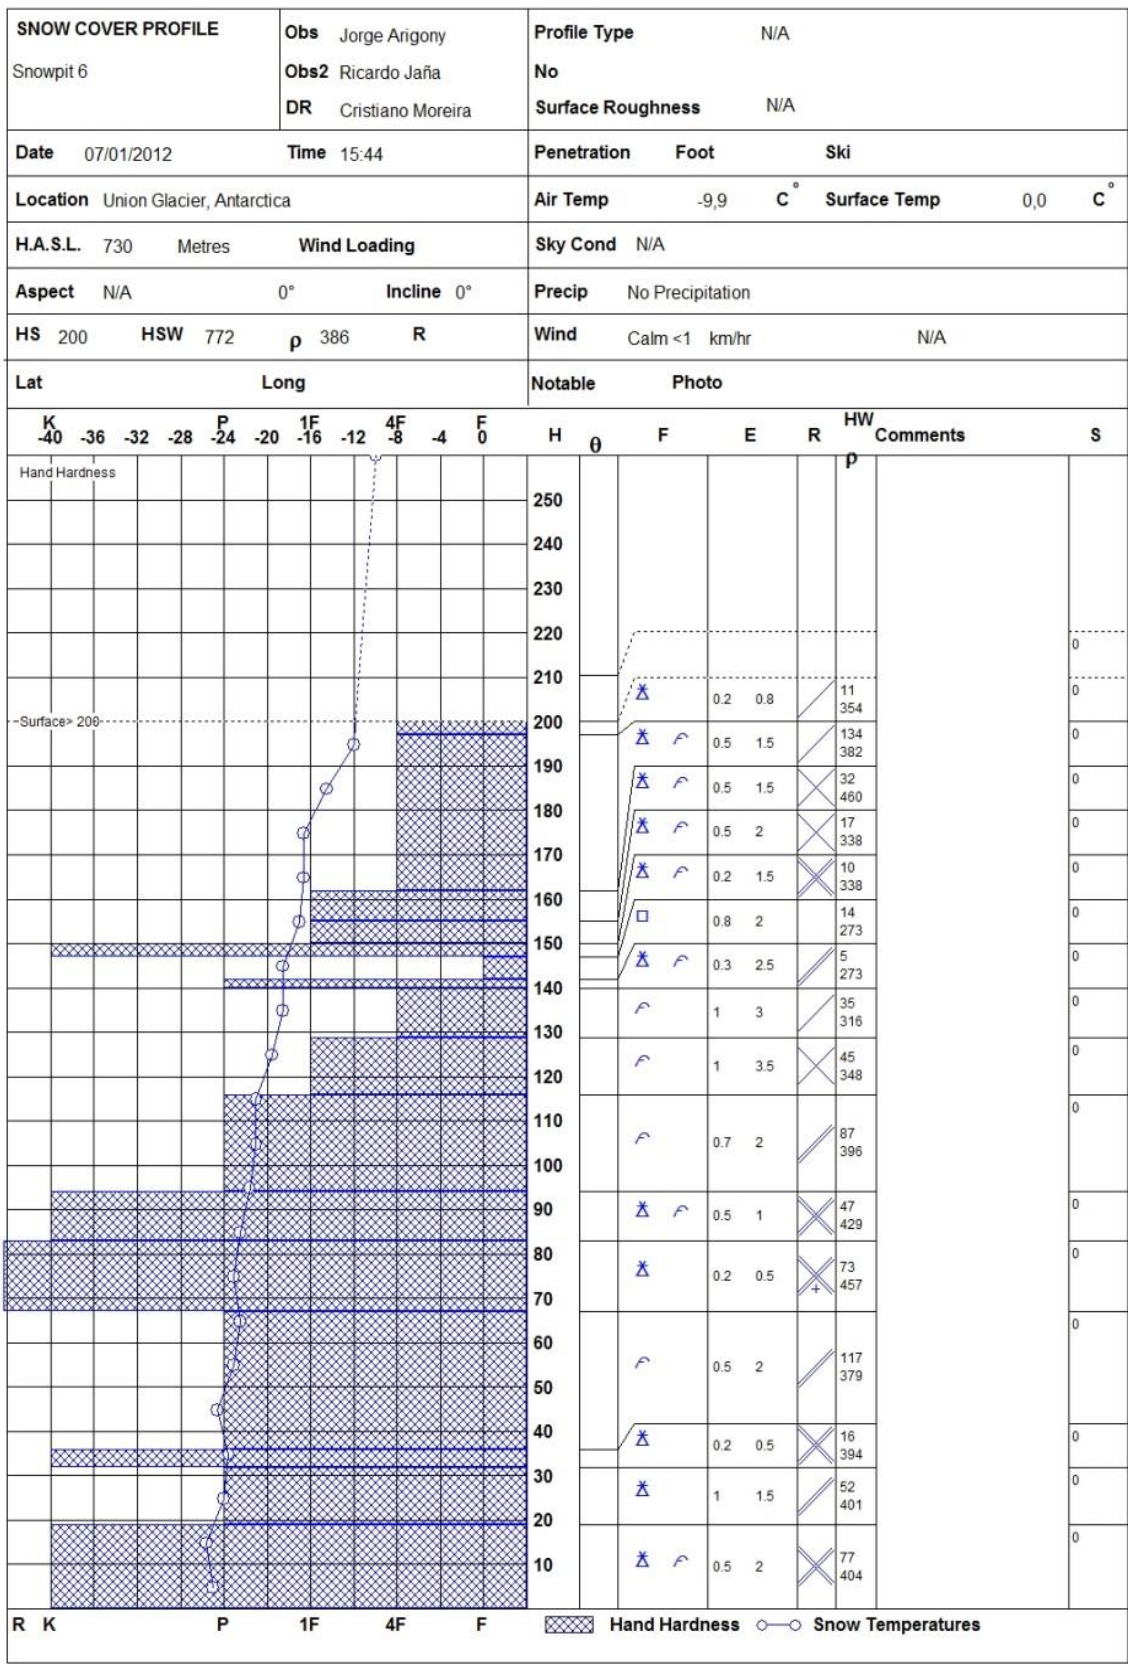 SNOW COVER PROFILE
Snowpit 6
Obs Jorge Arigony
Obs2 Ricardo Jaña
DR Cristiano Moreira
Profile Type N/A
No
Surface Roughness N/A
Date 07/01/2012 Time 15:44
Penetration Foot Ski
Location Union Glacier, Antarctica
Air Temp -9,9 C° Surface Temp 0,0 C°
H.A.S.L. 730 Metres Wind Loading
Sky Cond N/A
Aspect N/A 0° Incline 0°
Precip No Precipitation
HS 200 HSW 772 ρ 386 R
Wind Calm <1 km/hr N/A
Lat Long
Notable Photo
K P 1F 4F F
-40 -36 -32 -28 -24 -20 -16 -12 -8 -4 0
H θ F E R HW ρ Comments S
Hand Hardness
250
240
230
220
0
210
0.2 0.8 11 354 0
Surface> 200
200
0.5 1.5 134 382 0
190
0.5 1.5 32 460 0
180
0.5 2 17 338 0
170
0.2 1.5 10 338 0
160
0.8 2 14 273 0
150
0.3 2.5 5 273 0
140
1 3 35 316 0
130
1 3.5 45 348 0
120
110
0.7 2 87 396 0
100
90
0.5 1 47 429 0
80
0.2 0.5 73 457 0
+
70
60
0.5 2 117 379 0
50
40
0.2 0.5 16 394 0
30
1 1.5 52 401 0
20
10
0.5 2 77 404 0
R K P 1F 4F F
Hand Hardness Snow Temperatures